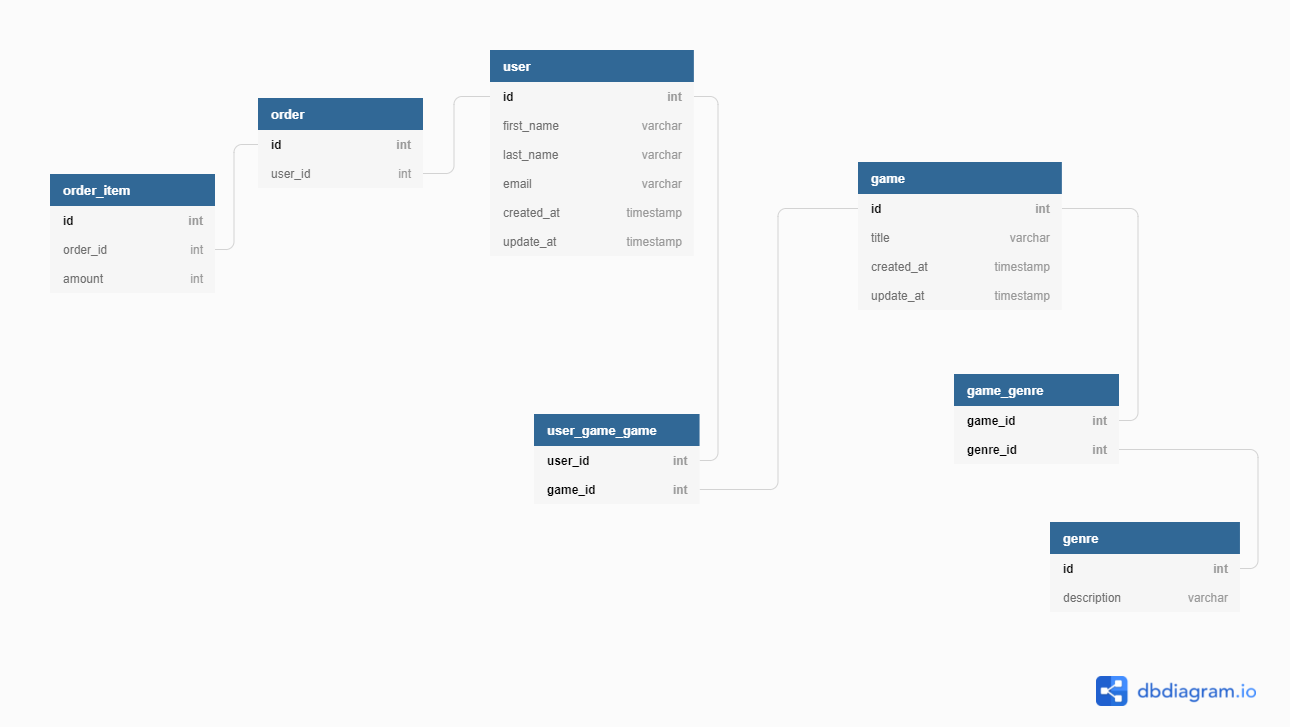 user
id int
first_name varchar
last_name varchar
email varchar
created_at timestamp
update_at timestamp
order
id int
user_id int
order_item
id int
order_id int
amount int
game
id int
title varchar
created_at timestamp
update_at timestamp
game_genre
game_id int
genre_id int
user_game_game
user_id int
game_id int
genre
id int
description varchar
dbdiagram.io